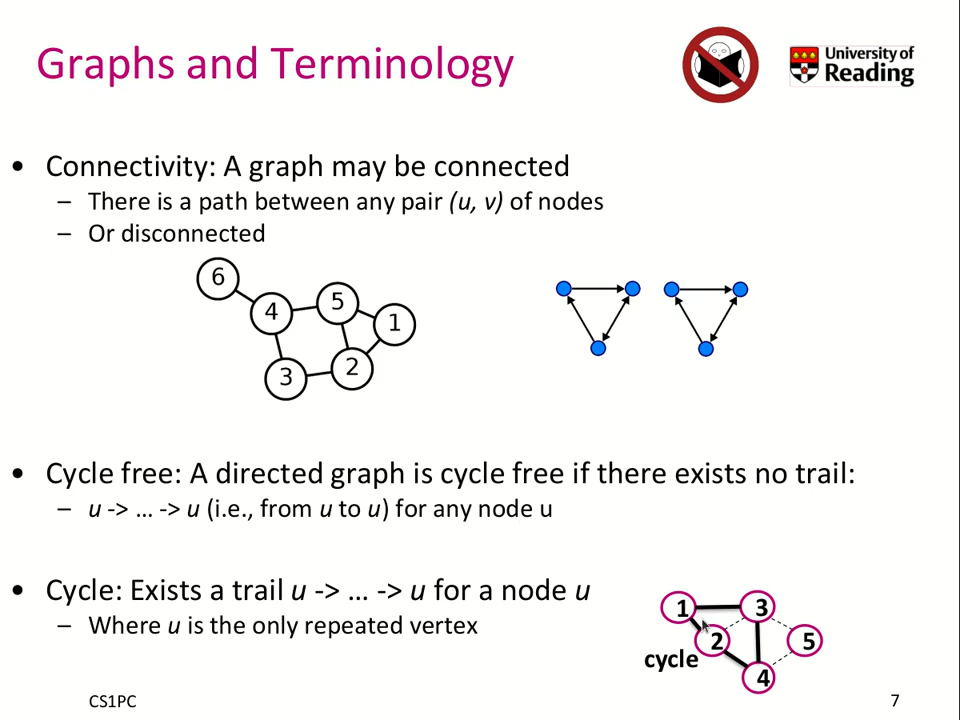 Graphs and Terminology
University of
Reading
• Connectivity: A graph may be connected
– There is a path between any pair (u, v) of nodes
– Or disconnected
6
4
5
1
3
2
• Cycle free: A directed graph is cycle free if there exists no trail:
– u -> … -> u (i.e., from u to u) for any node u
• Cycle: Exists a trail u -> … -> u for a node u
– Where u is the only repeated vertex
1
3
2
5
cycle
4
CS1PC
7